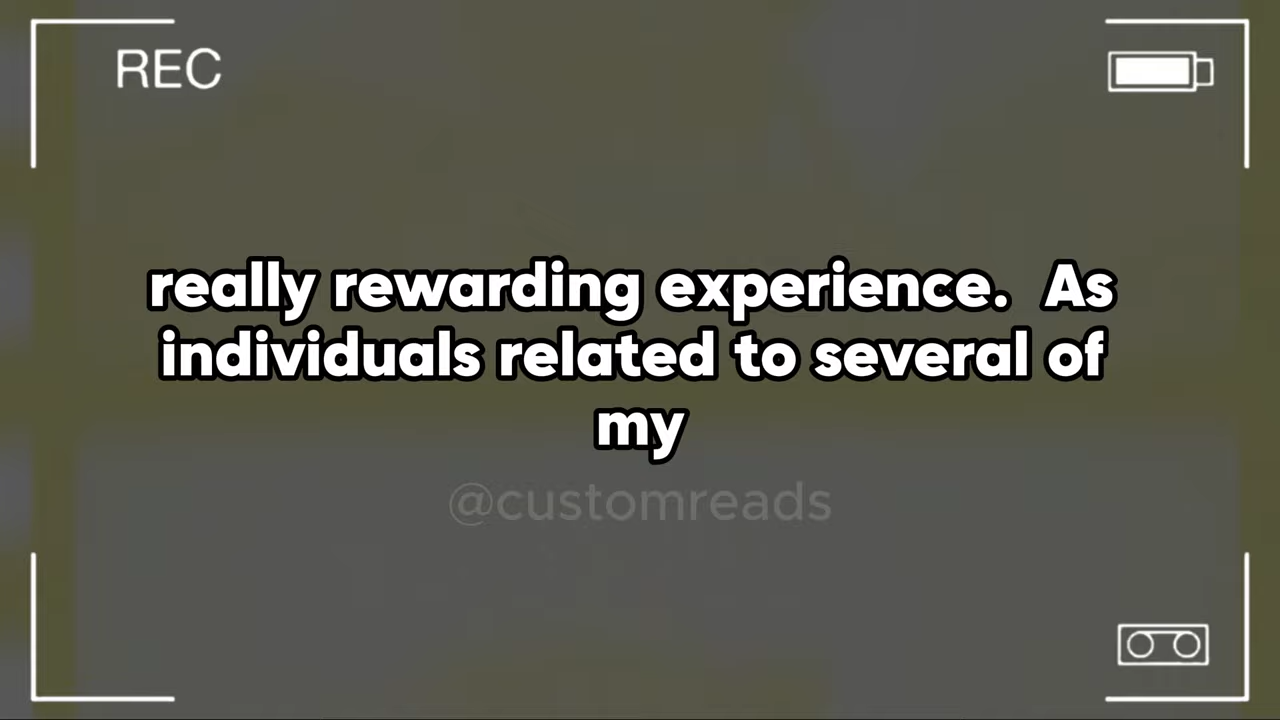 REC
really rewarding experience. As
individuals related to several of
my
@customreads